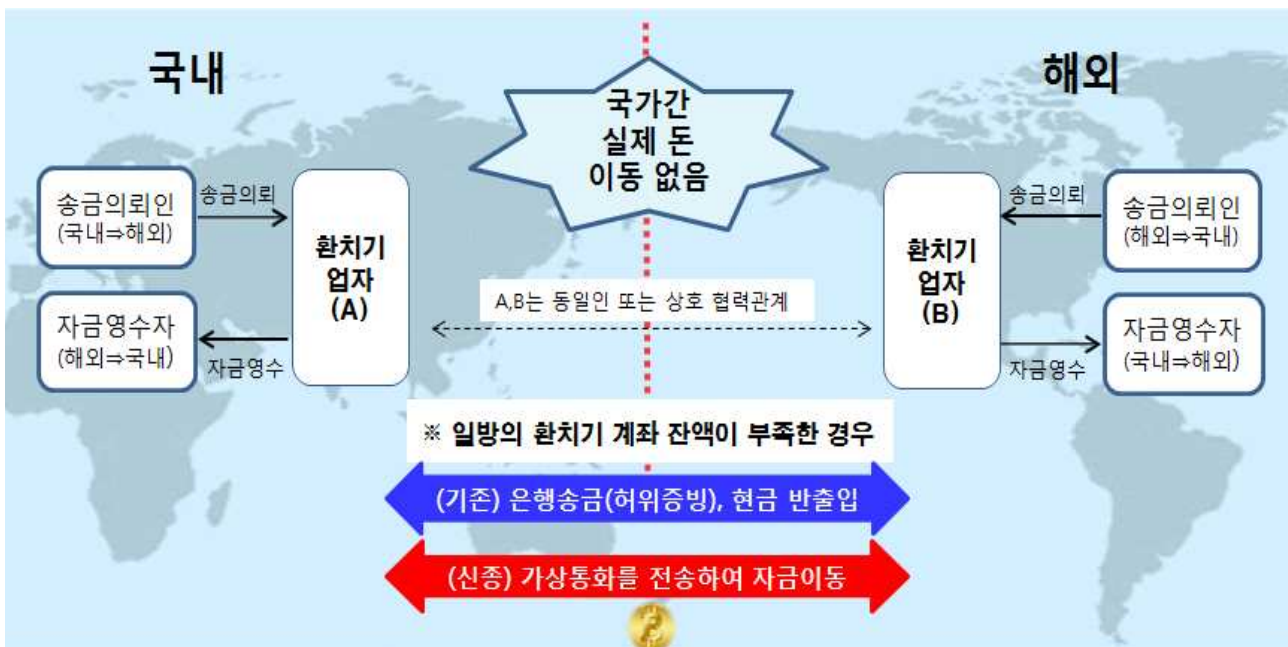 국내
해외
국가간
실제 돈
이동 없음
송금의뢰인
(국내⇒해외)
송금의뢰
환치기
업자
(A)
자금영수자
(해외⇒국내)
자금영수
A,B는 동일인 또는 상호 협력관계
환치기
업자
(B)
송금의뢰
송금의뢰인
(해외⇒국내)
자금영수
자금영수자
(국내⇒해외)
※ 일방의 환치기 계좌 잔액이 부족한 경우
(기존) 은행송금(허위증빙), 현금 반출입
(신종) 가상통화를 전송하여 자금이동